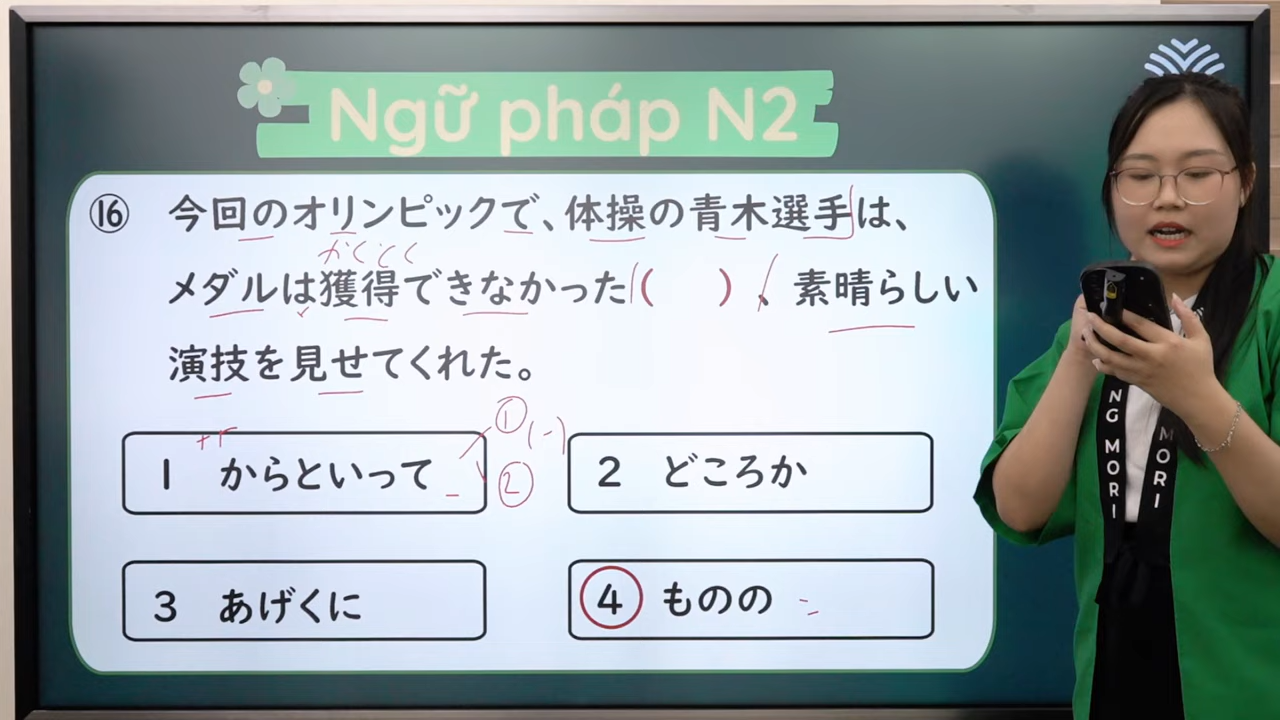 Ngữ pháp N2
⑯ 今回のオリンピックで、体操の青木選手は、
かくとく
メダルは獲得できなかった( )、素晴らしい
演技を見せてくれた。
1 からといって
① (-)
②
2 どころか
3 あげくに
4 ものの
NG MORI
MORI